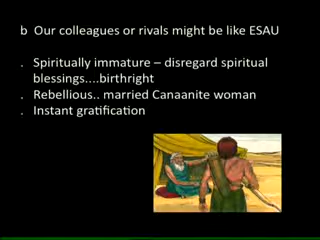 b  Our colleagues or rivals might be like ESAU
.  Spiritually immature – disregard spiritual
blessings....birthright
.  Rebellious.. married Canaanite woman
.  Instant gratification